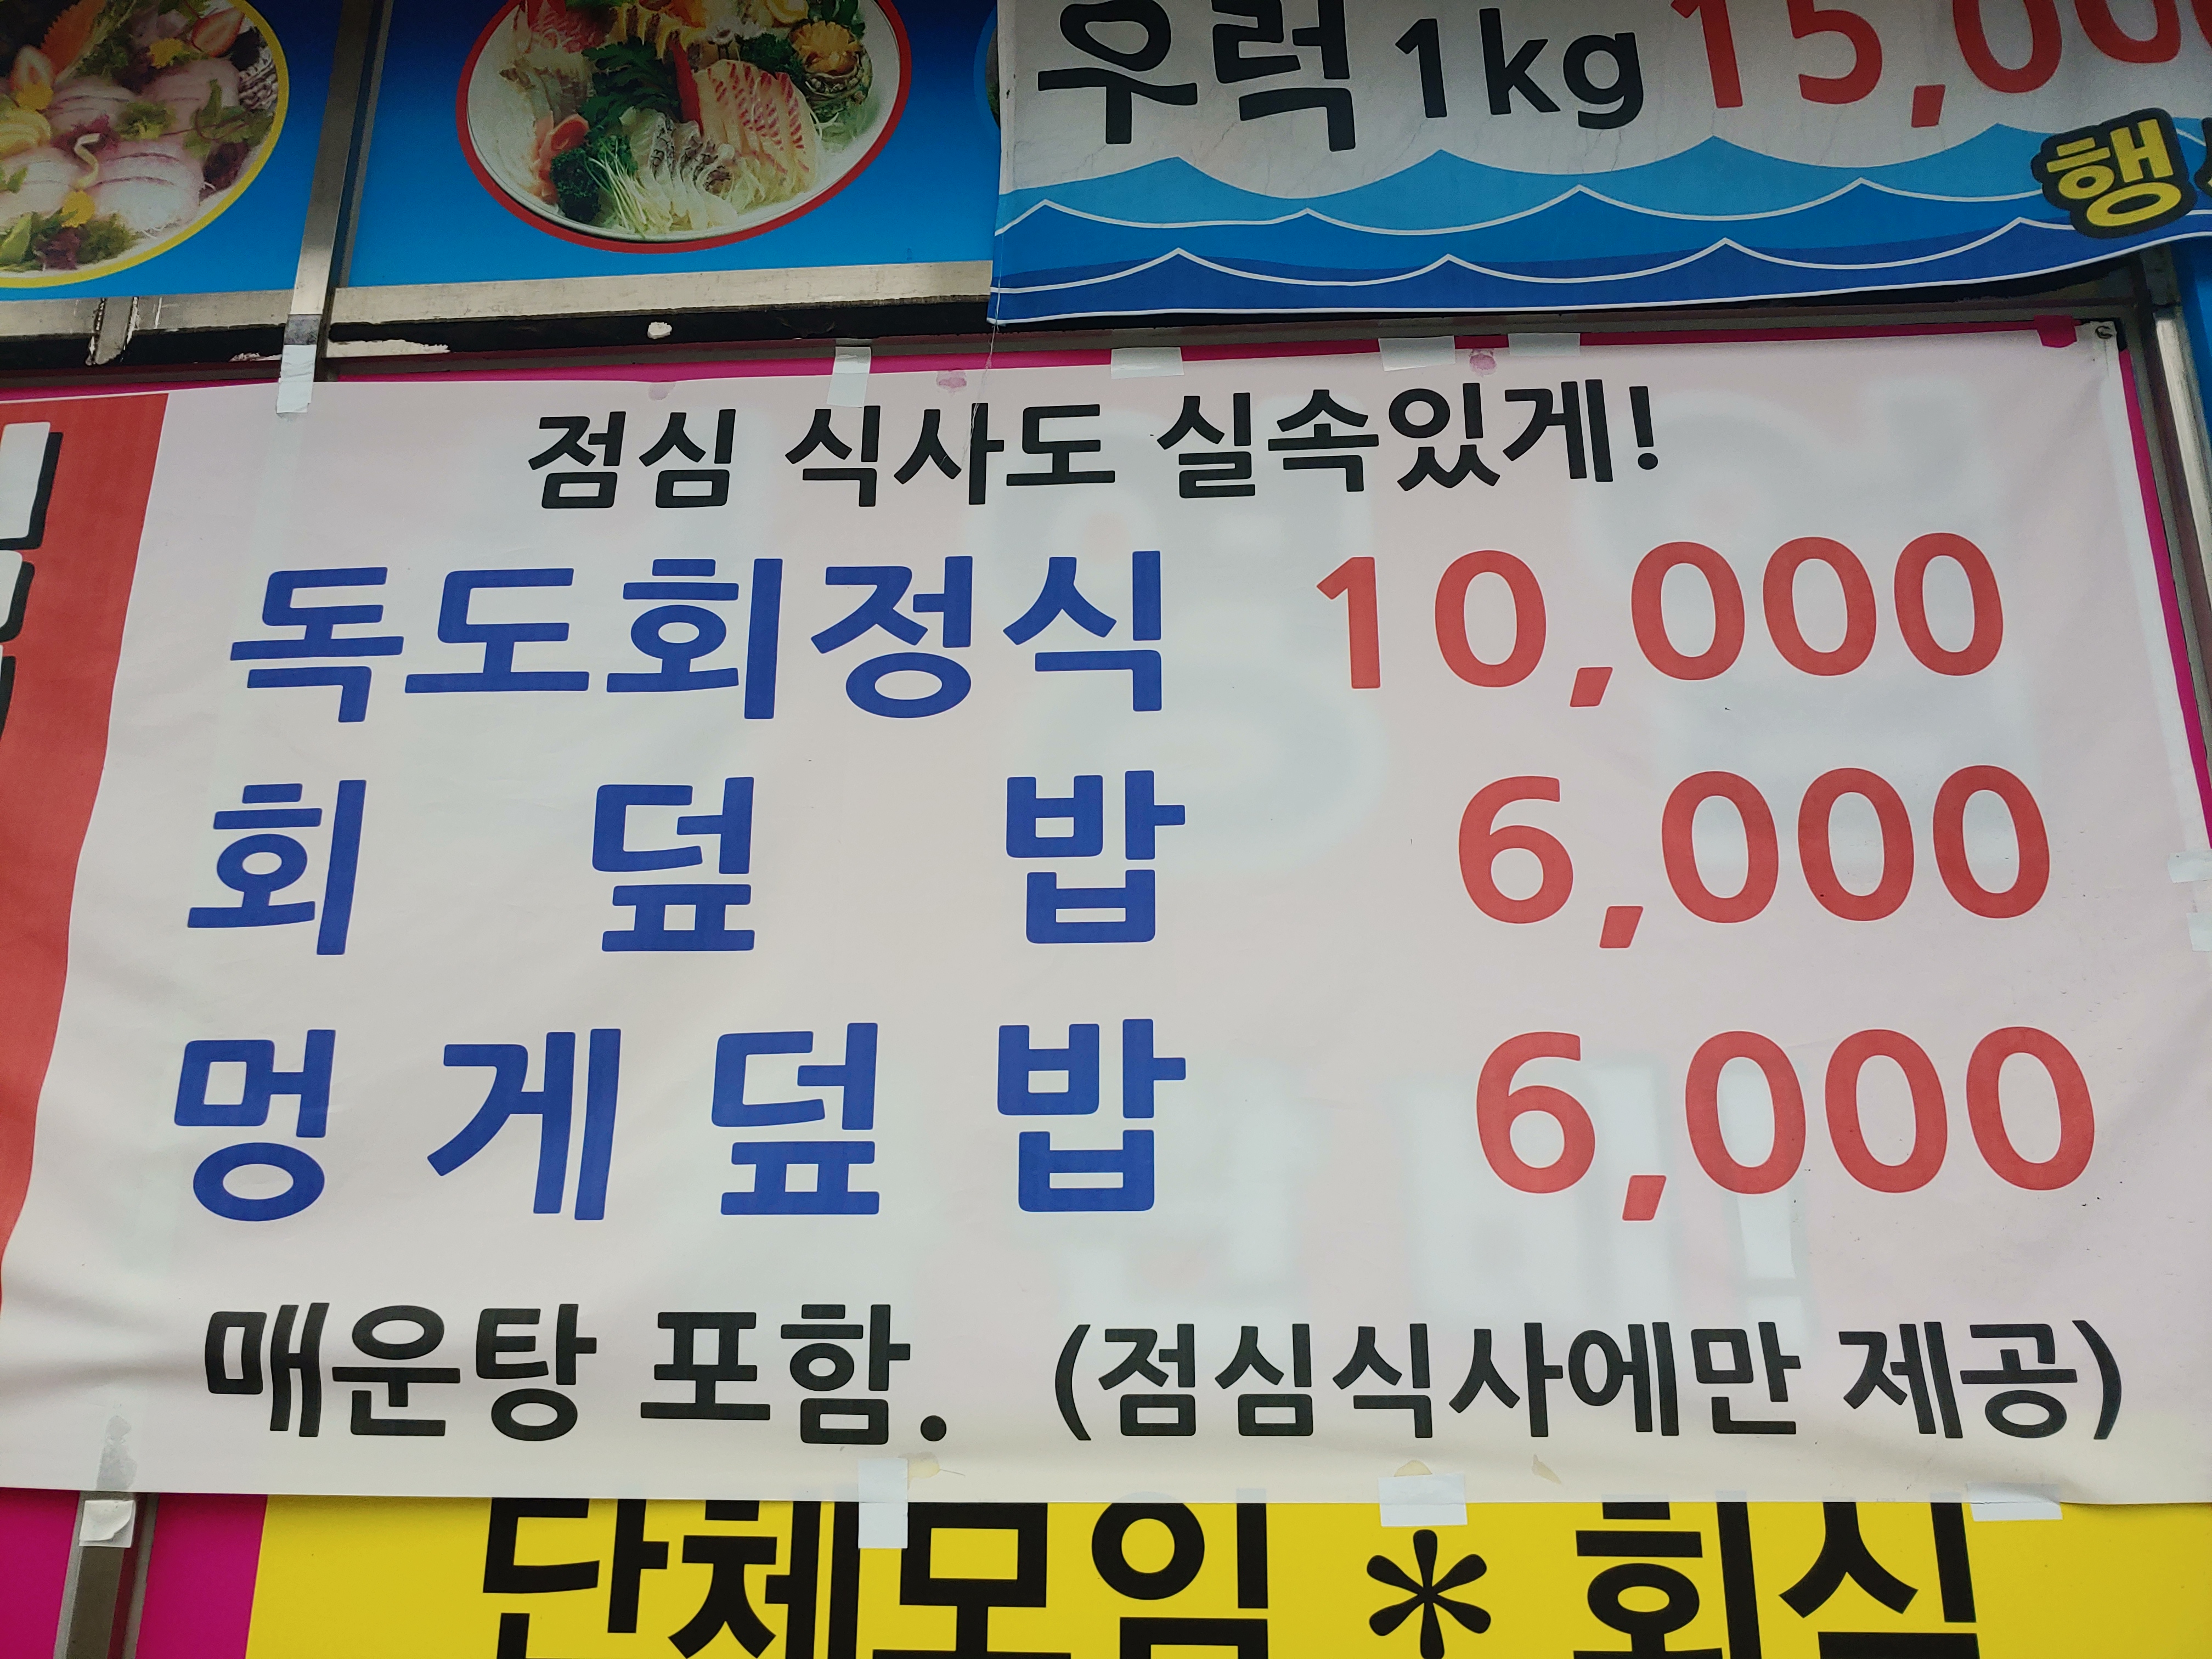 우럭 1kg 15,0
행
점심 식사도 실속있게!
독도회정식 10,000
회 덮 밥 6,000
멍 게 덮 밥 6,000
매운탕 포함. (점심식사에만 제공)
단체모임 * 회식